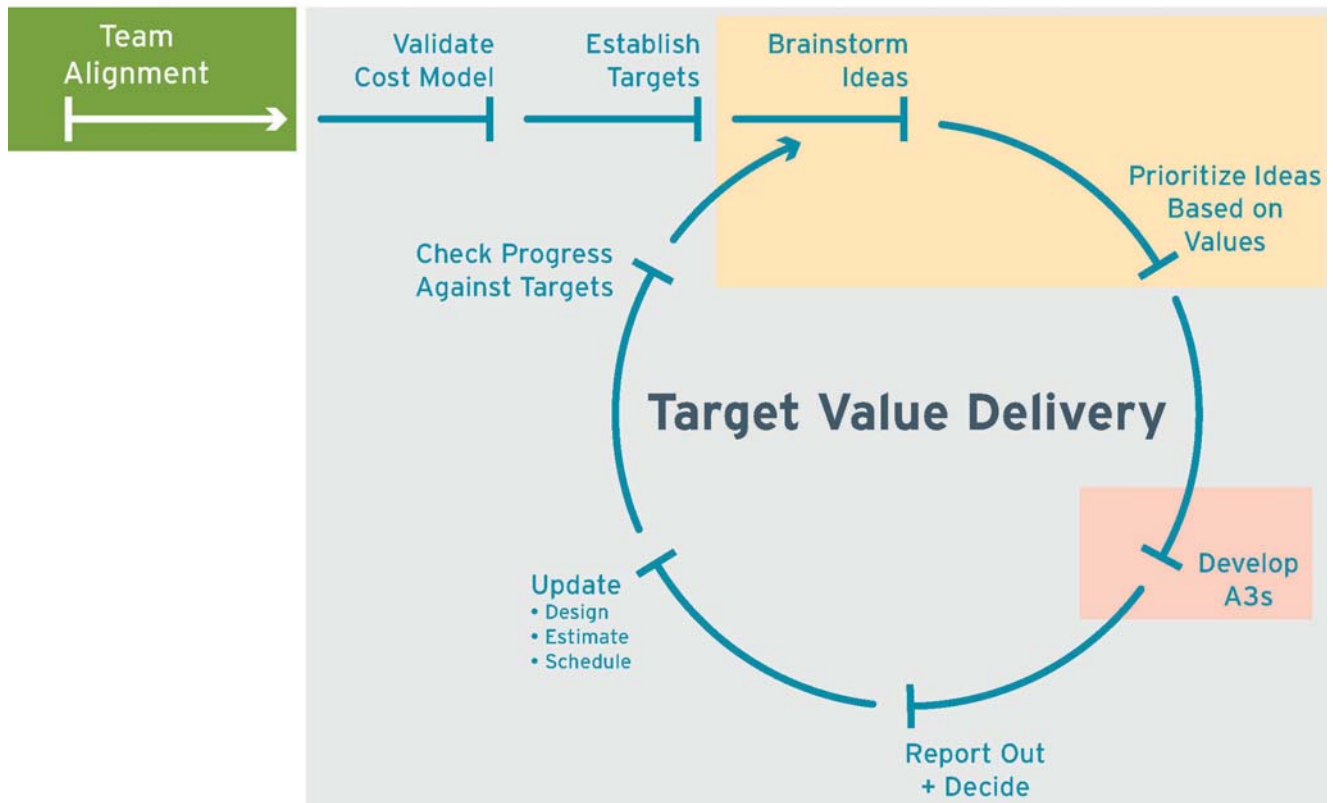 Team
Alignment
Validate
Cost Model
Establish
Targets
Brainstorm
Ideas
Prioritize Ideas
Based on
Values
Check Progress
Against Targets
Target Value Delivery
Develop
A3s
Update
• Design
• Estimate
• Schedule
Report Out
+ Decide